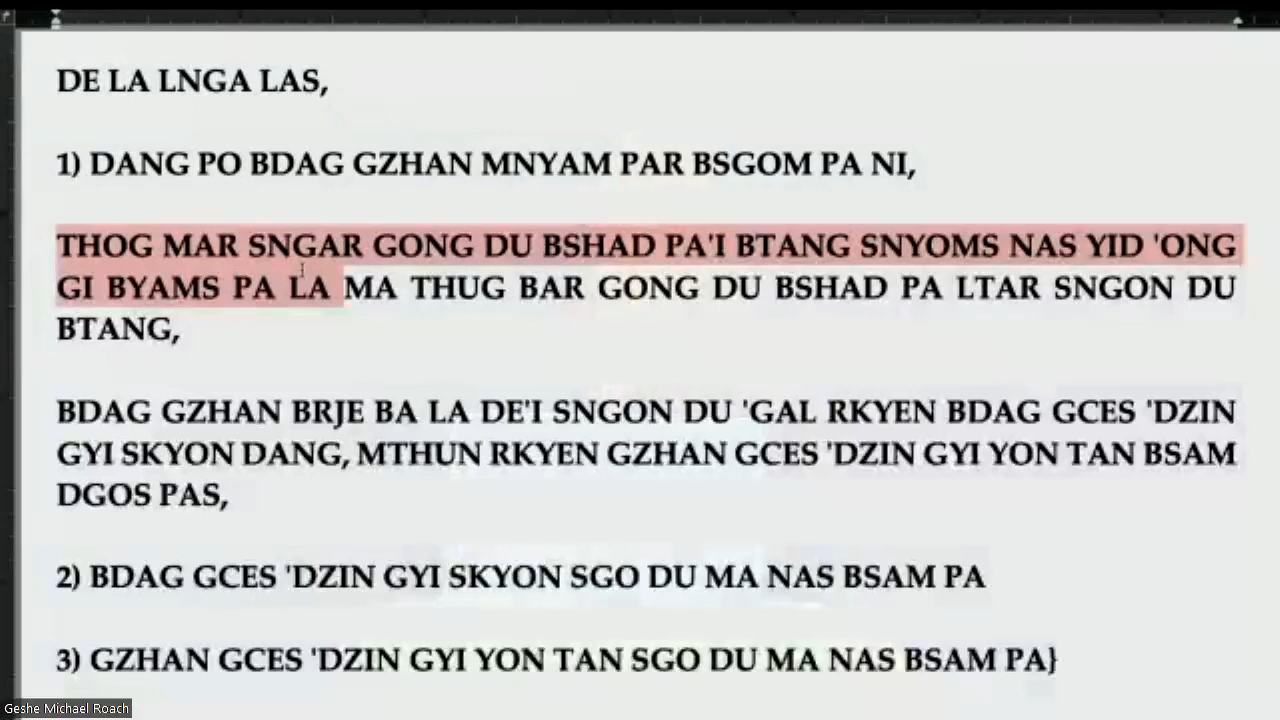 DE LA LNGA LAS,
1) DANG PO BDAG GZHAN MNYAM PAR BSGOM PA NI,
THOG MAR SNGAR GONG DU BSHAD PA'I BTANG SNYOMS NAS YID 'ONG
GI BYAMS PA LA MA THUG BAR GONG DU BSHAD PA LTAR SNGON DU
BTANG,
BDAG GZHAN BRJE BA LA DE'I SNGON DU 'GAL RKYEN BDAG GCES 'DZIN
GYI SKYON DANG, MTHUN RKYEN GZHAN GCES 'DZIN GYI YON TAN BSAM
DGOS PAS,
2) BDAG GCES 'DZIN GYI SKYON SGO DU MA NAS BSAM PA
3) GZHAN GCES 'DZIN GYI YON TAN SGO DU MA NAS BSAM PA}
Geshe Michael Roach